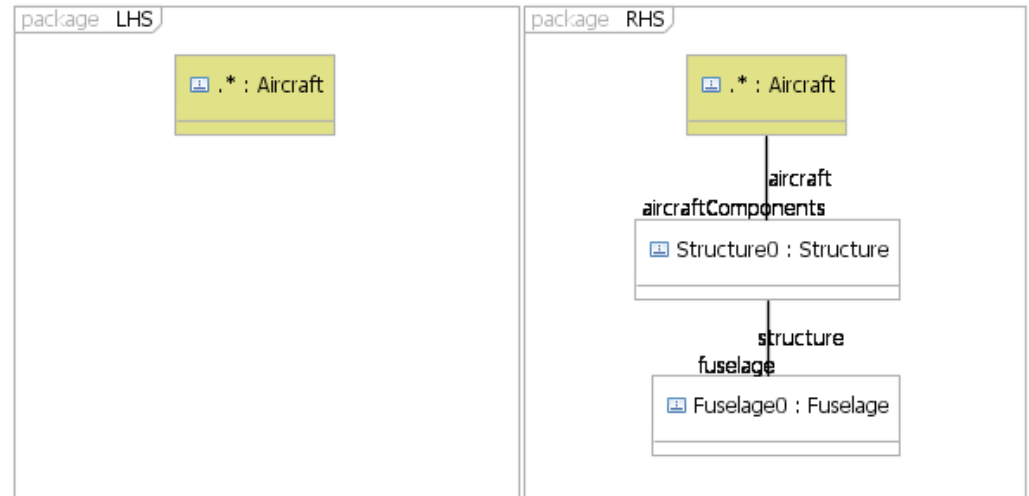 package LHS
.* : Aircraft
package RHS
.* : Aircraft
aircraft
aircraftComponents
Structure0 : Structure
structure
fuselage
Fuselage0 : Fuselage